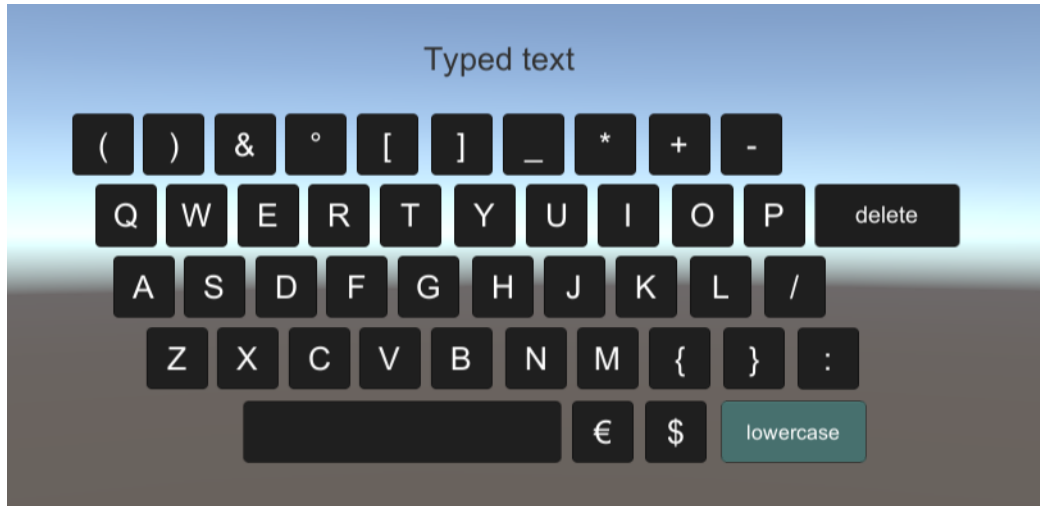 Typed text
( ) & ° [ ] _ * + -
Q W E R T Y U I O P delete
A S D F G H J K L /
Z X C V B N M { } :
€ $ lowercase